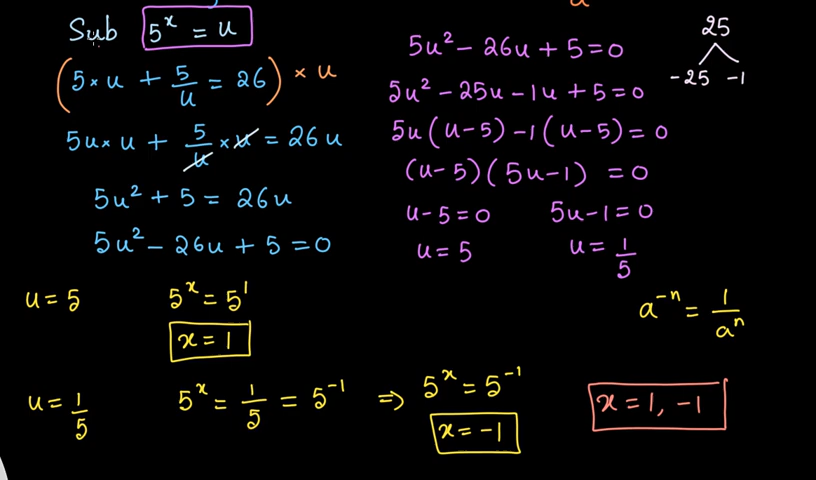 Sub 5^x = u
(5 × u + 5/u = 26) × u
5u × u + 5/u × u = 26u
5u² + 5 = 26u
5u² − 26u + 5 = 0
5u² − 26u + 5 = 0
5u² − 25u − 1u + 5 = 0
5u(u−5) −1(u−5) = 0
(u−5)(5u−1) = 0
u−5=0 5u−1=0
u=5 u=1/5
25
−25 −1
u=5 5^x = 5^1
x = 1
a^−n = 1/a^n
u=1/5 5^x = 1/5 = 5^−1 ⇒ 5^x = 5^−1
x = −1
x = 1, −1